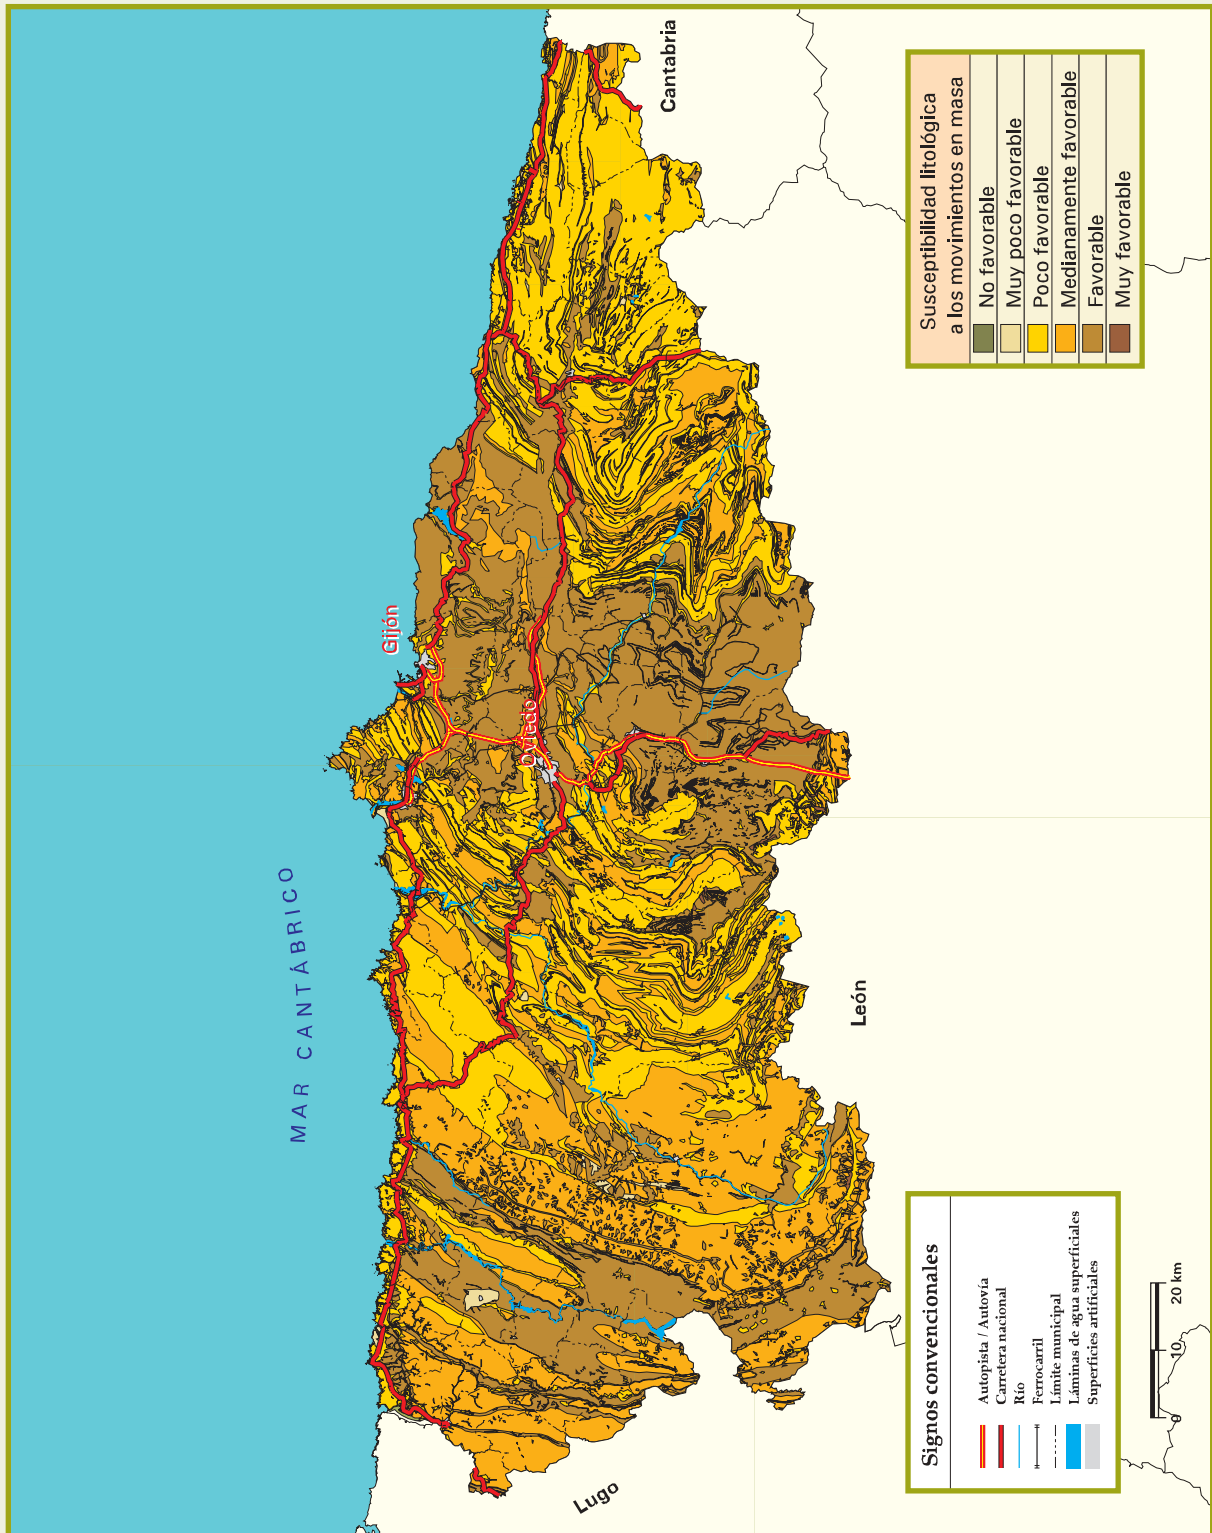 MAR CANTÁBRICO
Gijón
Oviedo
Lugo
León
Cantabria
Signos convencionales
Autopista / Autovía
Carretera nacional
Río
Ferrocarril
Límite municipal
Láminas de agua superficiales
Superficies artificiales
0 10 20 km
Susceptibilidad litológica
a los movimientos en masa
No favorable
Muy poco favorable
Poco favorable
Medianamente favorable
Favorable
Muy favorable